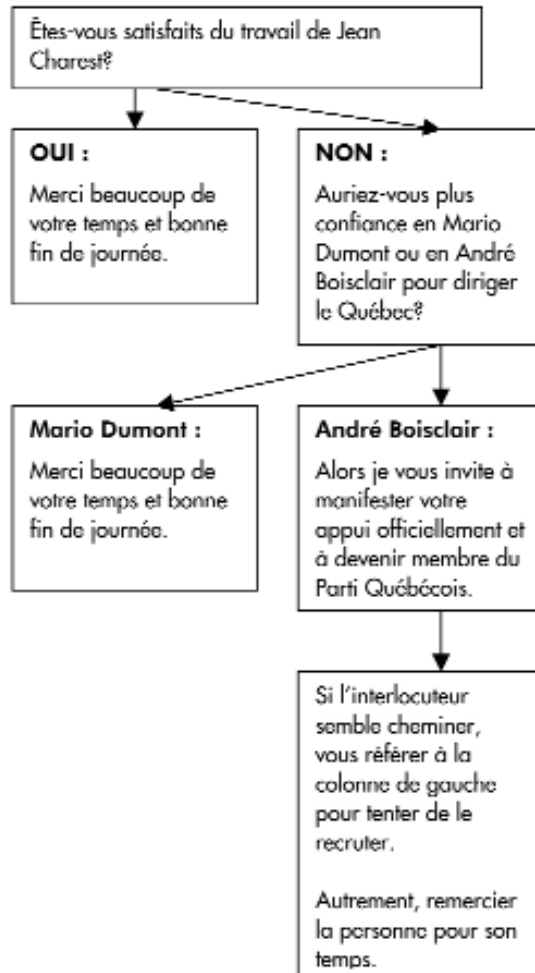 Êtes-vous satisfaits du travail de Jean
Charest?
OUI :
Merci beaucoup de
votre temps et bonne
fin de journée.
NON :
Auriez-vous plus
confiance en Mario
Dumont ou en André
Boisclair pour diriger
le Québec?
Mario Dumont :
Merci beaucoup de
votre temps et bonne
fin de journée.
André Boisclair :
Alors je vous invite à
manifester votre
appui officiellement et
à devenir membre du
Parti Québécois.
Si l'interlocuteur
semble cheminer,
vous référer à la
colonne de gauche
pour tenter de le
recruter.
Autrement, remercier
la personne pour son
temps.